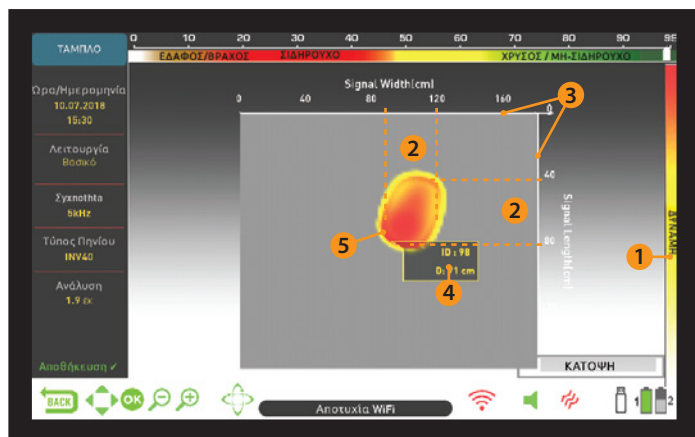 ΤΑΜΠΛΟ
0 10 20 30 40 50 60 70 80 90 99
ΕΔΑΦΟΣ/ΒΡΑΧΟΣ ΣΙΔΗΡΟΥΧΟ ΧΡΥΣΟΣ / ΜΗ-ΣΙΔΗΡΟΥΧΟ
Ώρα/Ημερομηνία
10.07.2018
15:30
Λειτουργία
Βασικό
Συχνοthτα
5kHz
Τύπος Πηνίου
INV40
Ανάλυση
1.9 εκ
Αποθήκευση ✓
Signal Width[cm]
0 40 80 120 160
3
0
2
40
2
Signal Length[cm]
5
80
ID : 98
4
1
ΔΥΝΑΜΗ
ΚΑΤΟΨΗ
BACK OK
Αποτυχία WiFi
1 2